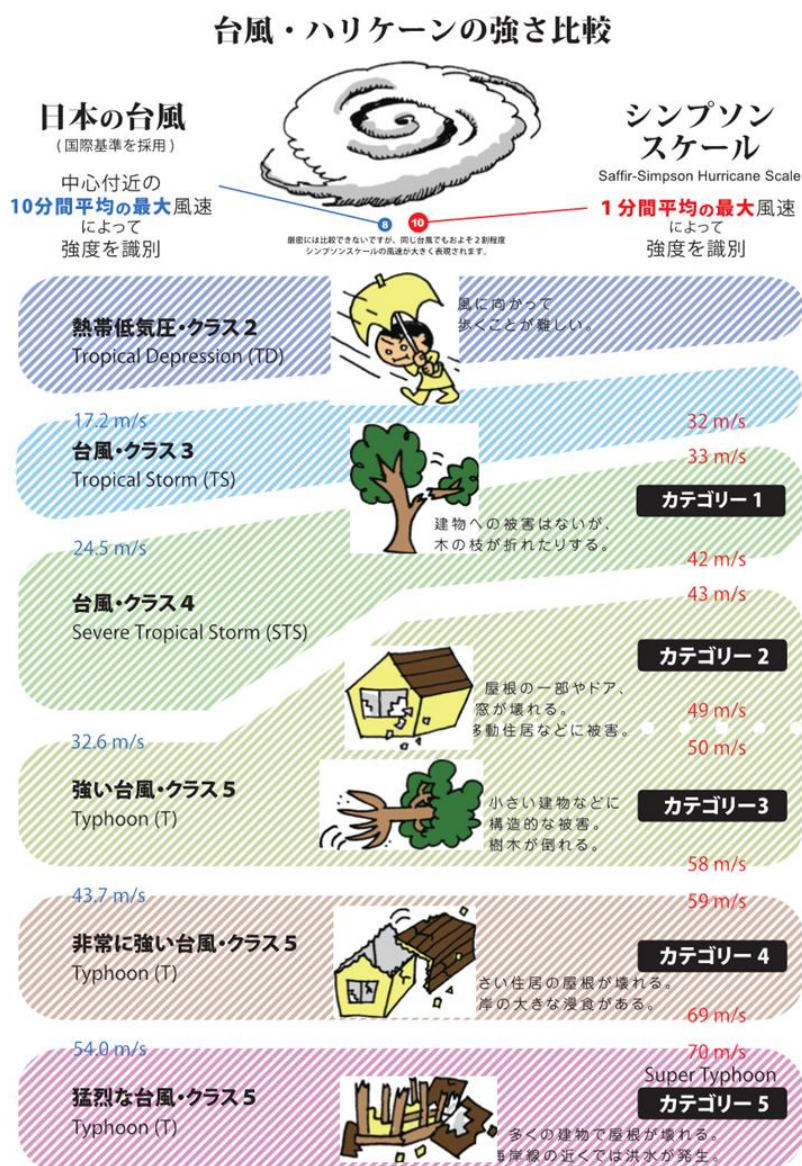 台風・ハリケーンの強さ比較
日本の台風
(国際基準を採用)
中心付近の
10分間平均の最大風速
によって
強度を識別
シンプソン
スケール
Saffir-Simpson Hurricane Scale
1分間平均の最大風速
によって
強度を識別
8
10
厳密には比較できないですが、同じ台風でもおよそ2割程度
シンプソンスケールの風速が大きく表現されます。
熱帯低気圧・クラス2
Tropical Depression (TD)
風に向かって
歩くことが難しい。
17.2 m/s
32 m/s
台風・クラス3
Tropical Storm (TS)
33 m/s
カテゴリー 1
建物への被害はないが、
木の枝が折れたりする。
24.5 m/s
42 m/s
43 m/s
台風・クラス4
Severe Tropical Storm (STS)
カテゴリー 2
屋根の一部やドア、
窓が壊れる。
移動住居などに被害。
49 m/s
32.6 m/s
50 m/s
強い台風・クラス5
Typhoon (T)
カテゴリー3
小さい建物などに
構造的な被害。
樹木が倒れる。
58 m/s
43.7 m/s
59 m/s
非常に強い台風・クラス5
Typhoon (T)
カテゴリー 4
さい住居の屋根が壊れる。
岸の大きな浸食がある。
69 m/s
54.0 m/s
70 m/s
Super Typhoon
猛烈な台風・クラス5
Typhoon (T)
カテゴリー 5
多くの建物で屋根が壊れる。
海岸線の近くでは洪水が発生。